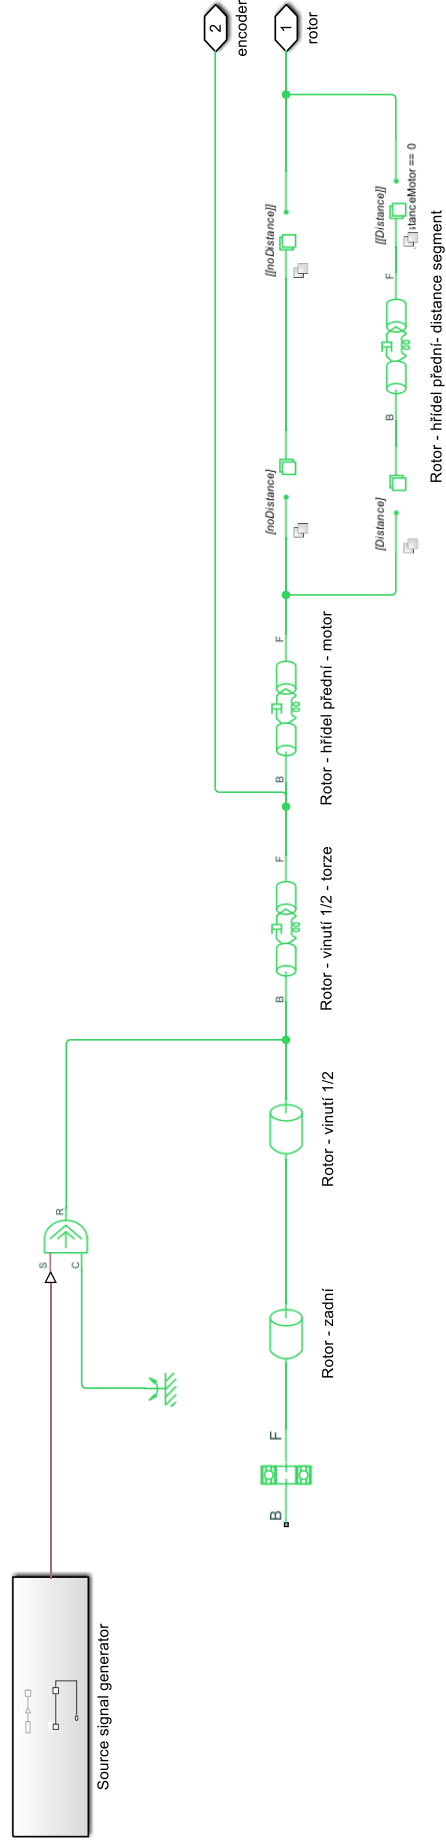 2
encoder
1
rotor
[[noDistance]]
[[Distance]]
stanceMotor == 0
F
B
Rotor - hřídel přední- distance segment
[noDistance]
[Distance]
F
B
Rotor - hřídel přední - motor
F
B
Rotor - vinutí 1/2 - torze
Rotor - vinutí 1/2
R
S
C
Rotor - zadní
F
B
Source signal generator